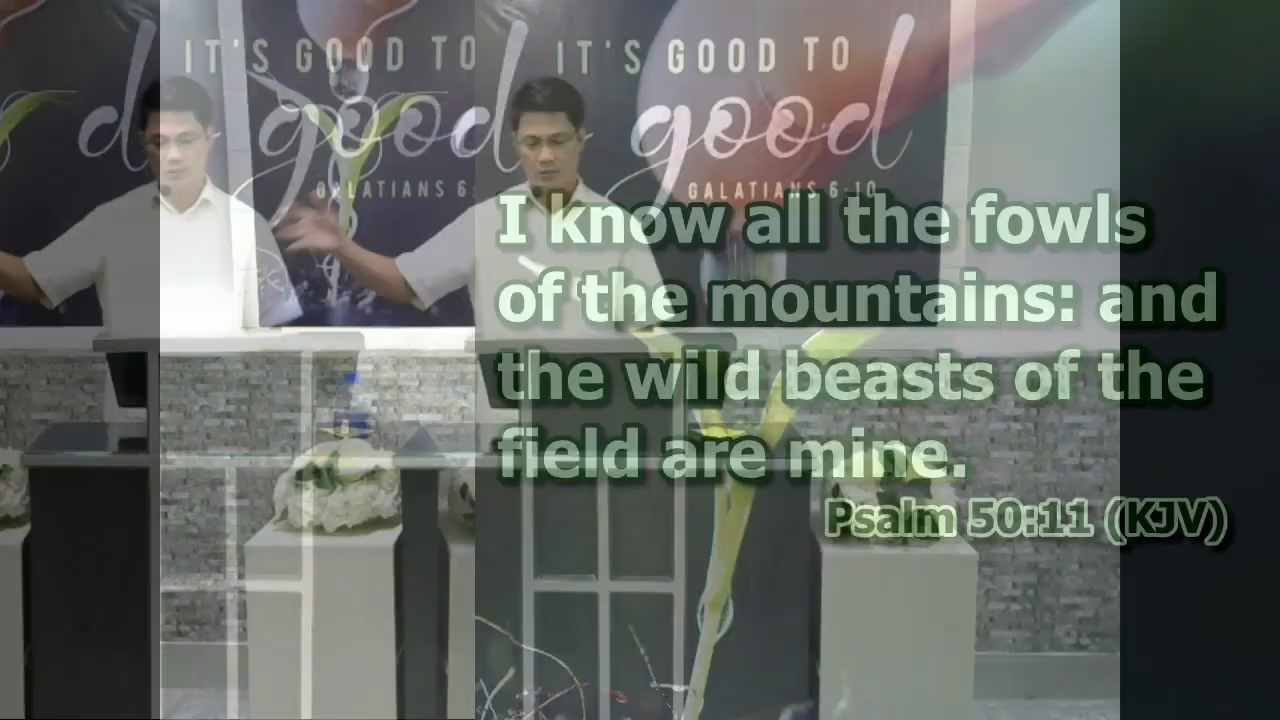 IT'S GOOD TO
good
GALATIANS 6:
IT'S GOOD TO
good
GALATIANS 6:10
I know all the fowls
of the mountains: and
the wild beasts of the
field are mine.
Psalm 50:11 (KJV)